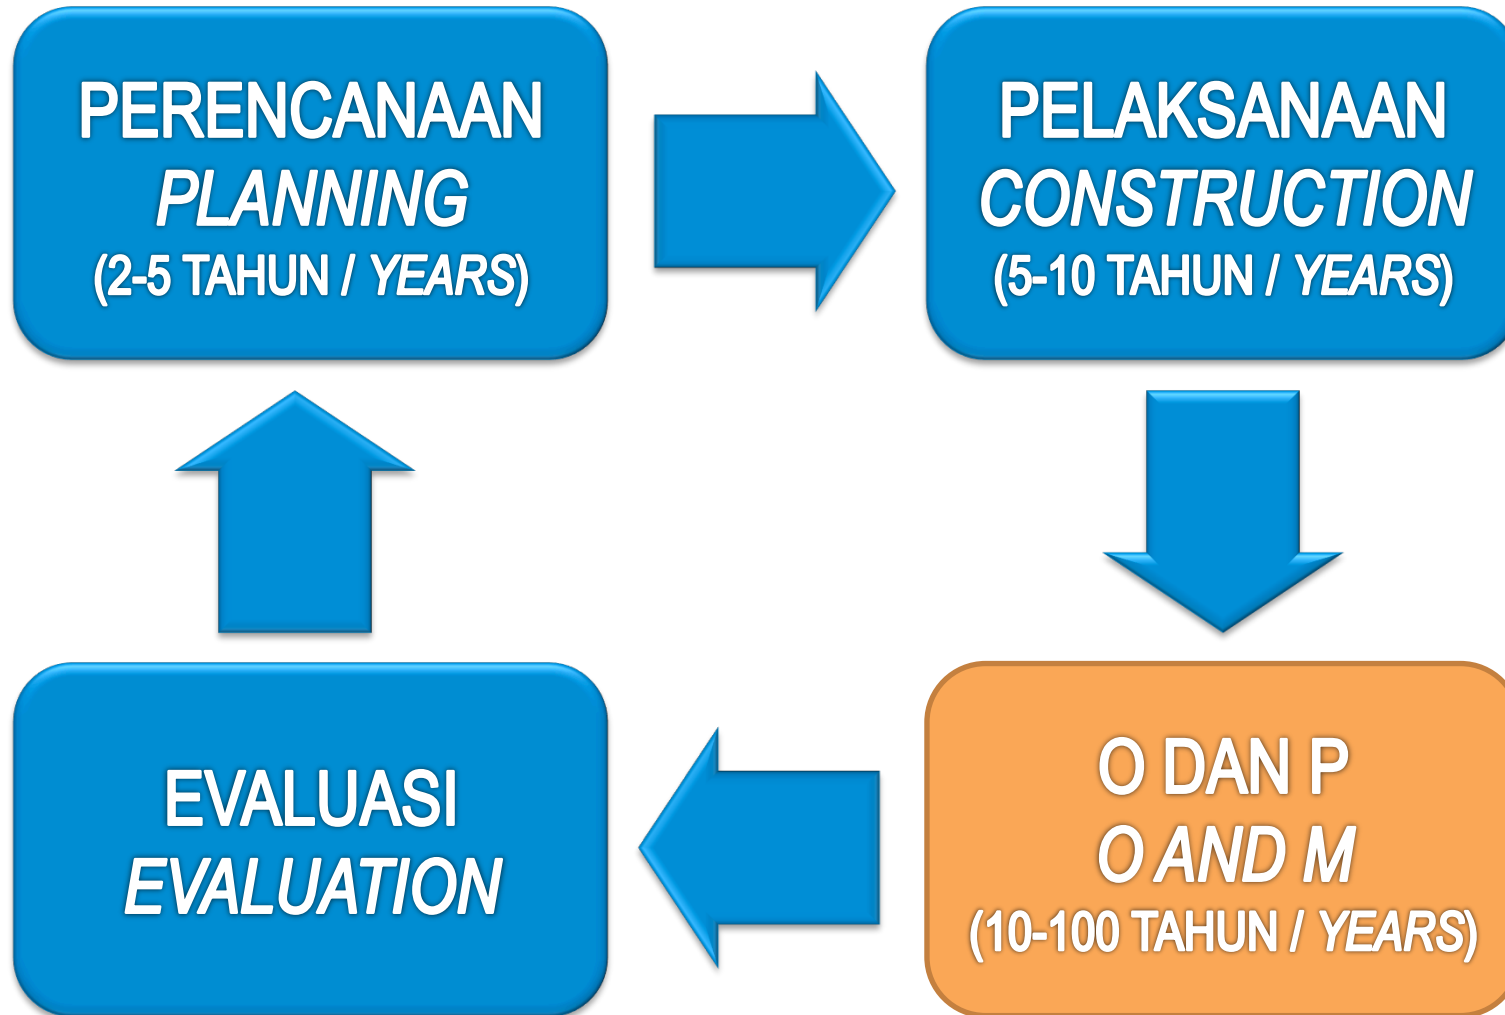 PERENCANAAN
PLANNING
(2-5 TAHUN / YEARS)
PELAKSANAAN
CONSTRUCTION
(5-10 TAHUN / YEARS)
EVALUASI
EVALUATION
O DAN P
O AND M
(10-100 TAHUN / YEARS)